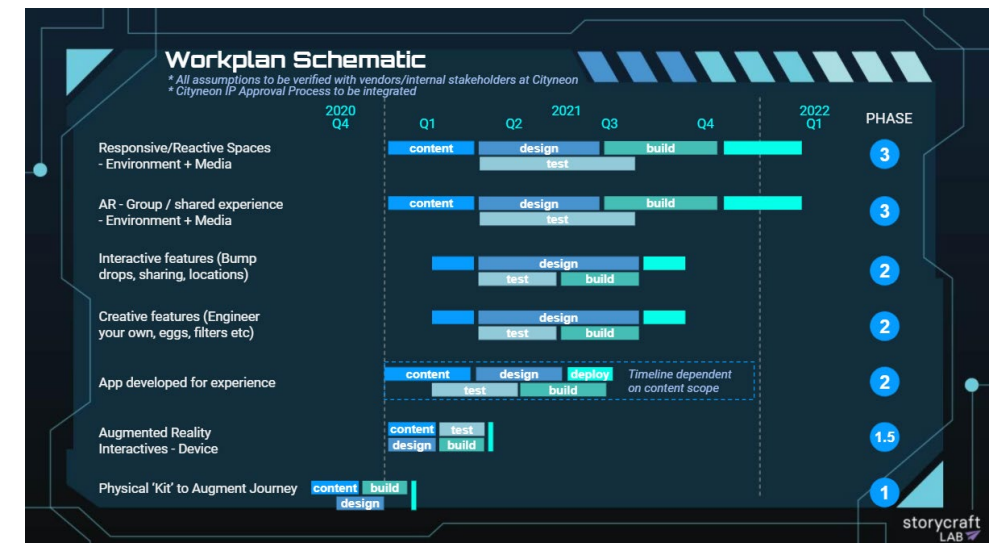 Workplan Schematic
* All assumptions to be verified with vendors/internal stakeholders at Cityneon
* Cityneon IP Approval Process to be integrated
2020 2021 2022
Q4 Q1 Q2 Q3 Q4 Q1 PHASE
Responsive/Reactive Spaces
- Environment + Media
content design build
test
3
AR - Group / shared experience
- Environment + Media
content design build
test
3
Interactive features (Bump
drops, sharing, locations)
design
test build
2
Creative features (Engineer
your own, eggs, filters etc)
design
test build
2
App developed for experience
content design deploy
test build
Timeline dependent
on content scope
2
Augmented Reality
Interactives - Device
content test
design build
1.5
Physical ‘Kit’ to Augment Journey
content build
design
1
storycraft
LAB